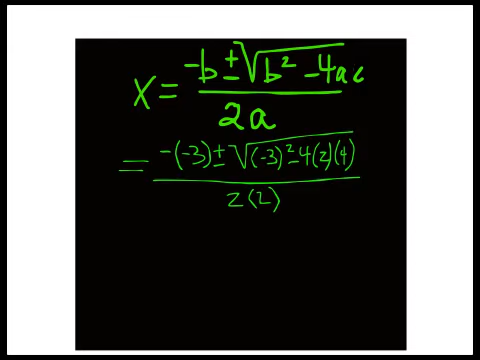 x = (-b ± √(b² - 4ac)) / (2a)
= (-(-3) ± √((-3)² - 4(2)(4))) / (2(2))